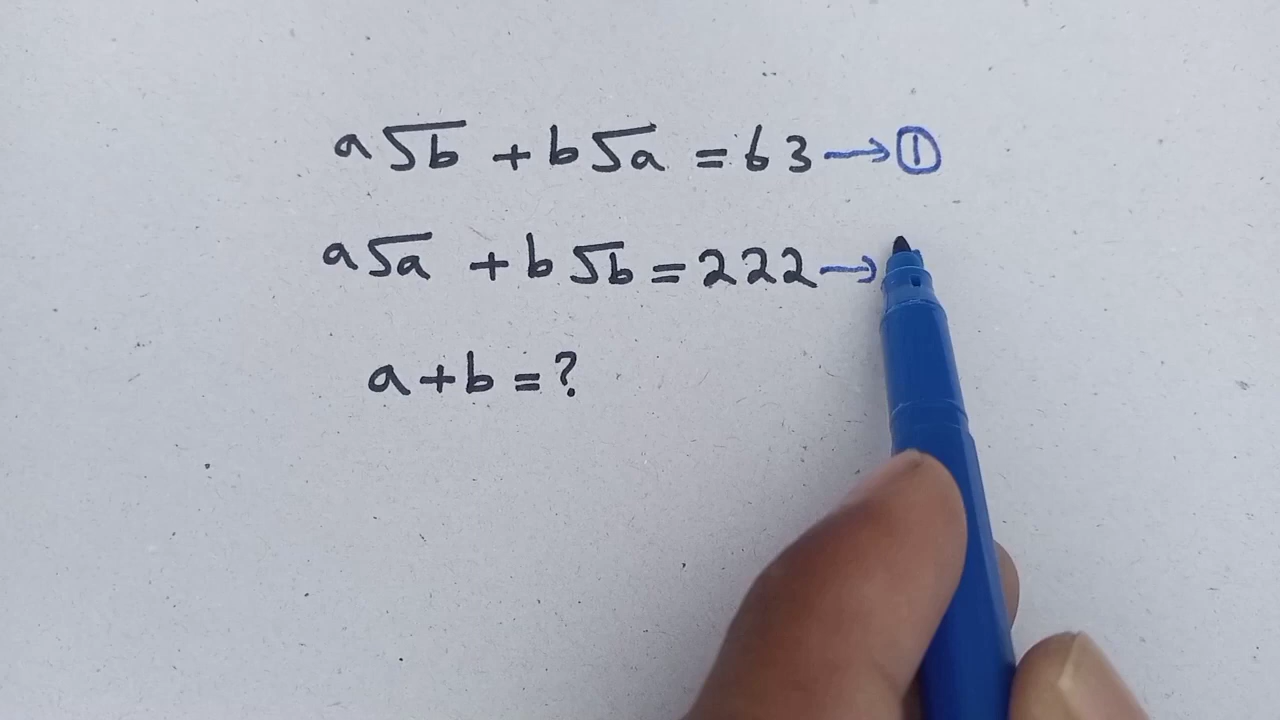 a√b + b√a = 63 → ①
a√a + b√b = 222 →
a + b = ?